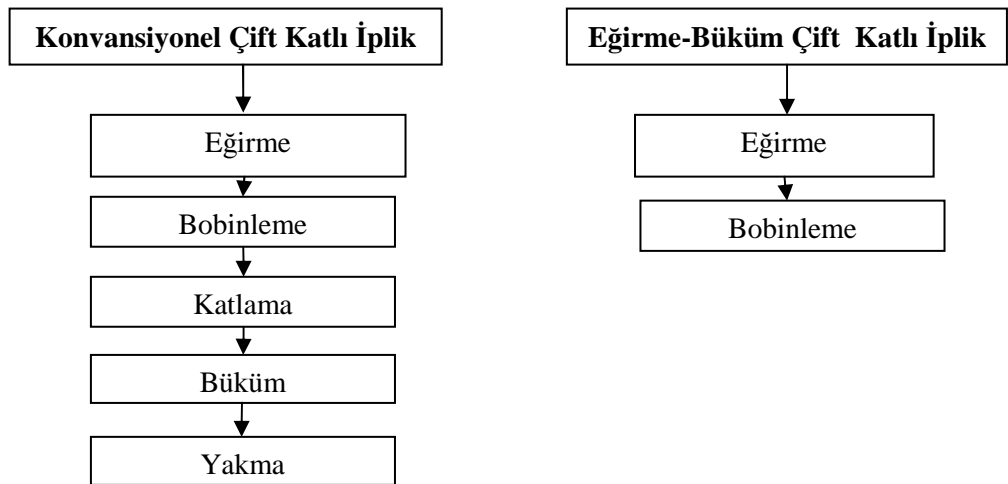 Konvansiyonel Çift Katlı İplik
Eğirme
Bobinleme
Katlama
Büküm
Yakma
Eğirme-Büküm Çift Katlı İplik
Eğirme
Bobinleme